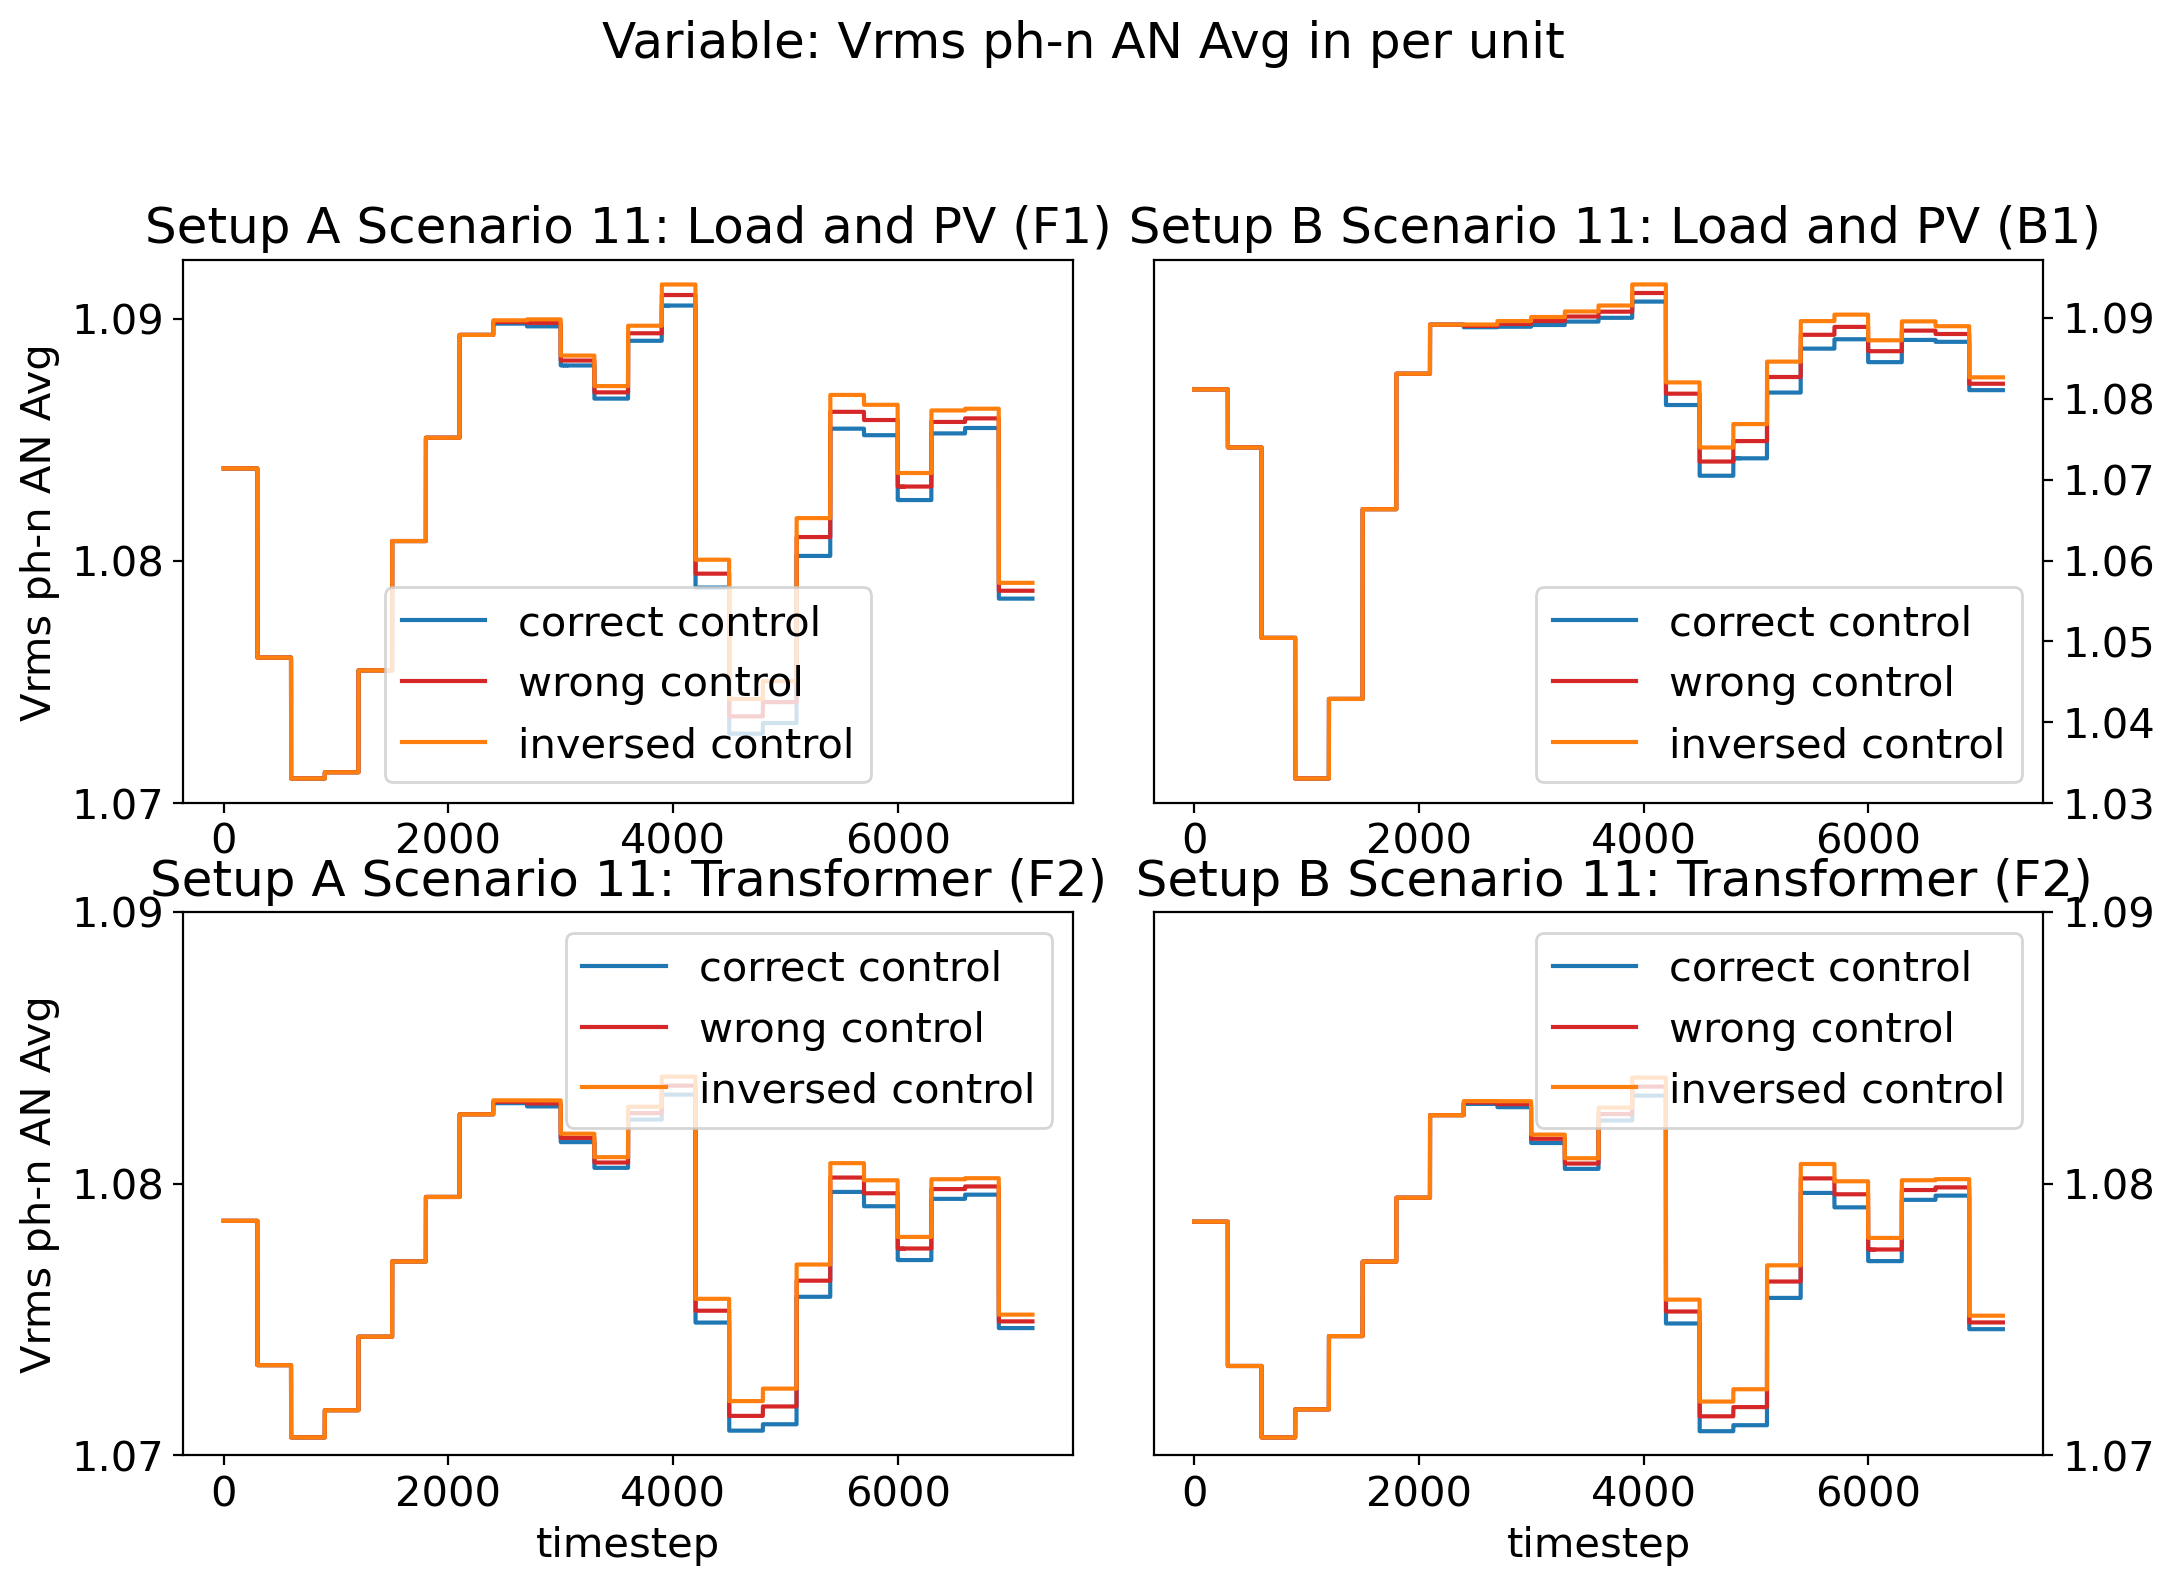 Variable: Vrms ph-n AN Avg in per unit
Setup A Scenario 11: Load and PV (F1)
Vrms ph-n AN Avg
1.09
1.08
1.07
0 2000 4000 6000
correct control
wrong control
inversed control
Setup B Scenario 11: Load and PV (B1)
1.09
1.08
1.07
1.06
1.05
1.04
1.03
0 2000 4000 6000
correct control
wrong control
inversed control
Setup A Scenario 11: Transformer (F2)
Vrms ph-n AN Avg
1.09
1.08
1.07
0 2000 4000 6000
timestep
correct control
wrong control
inversed control
Setup B Scenario 11: Transformer (F2)
1.09
1.08
1.07
0 2000 4000 6000
timestep
correct control
wrong control
inversed control